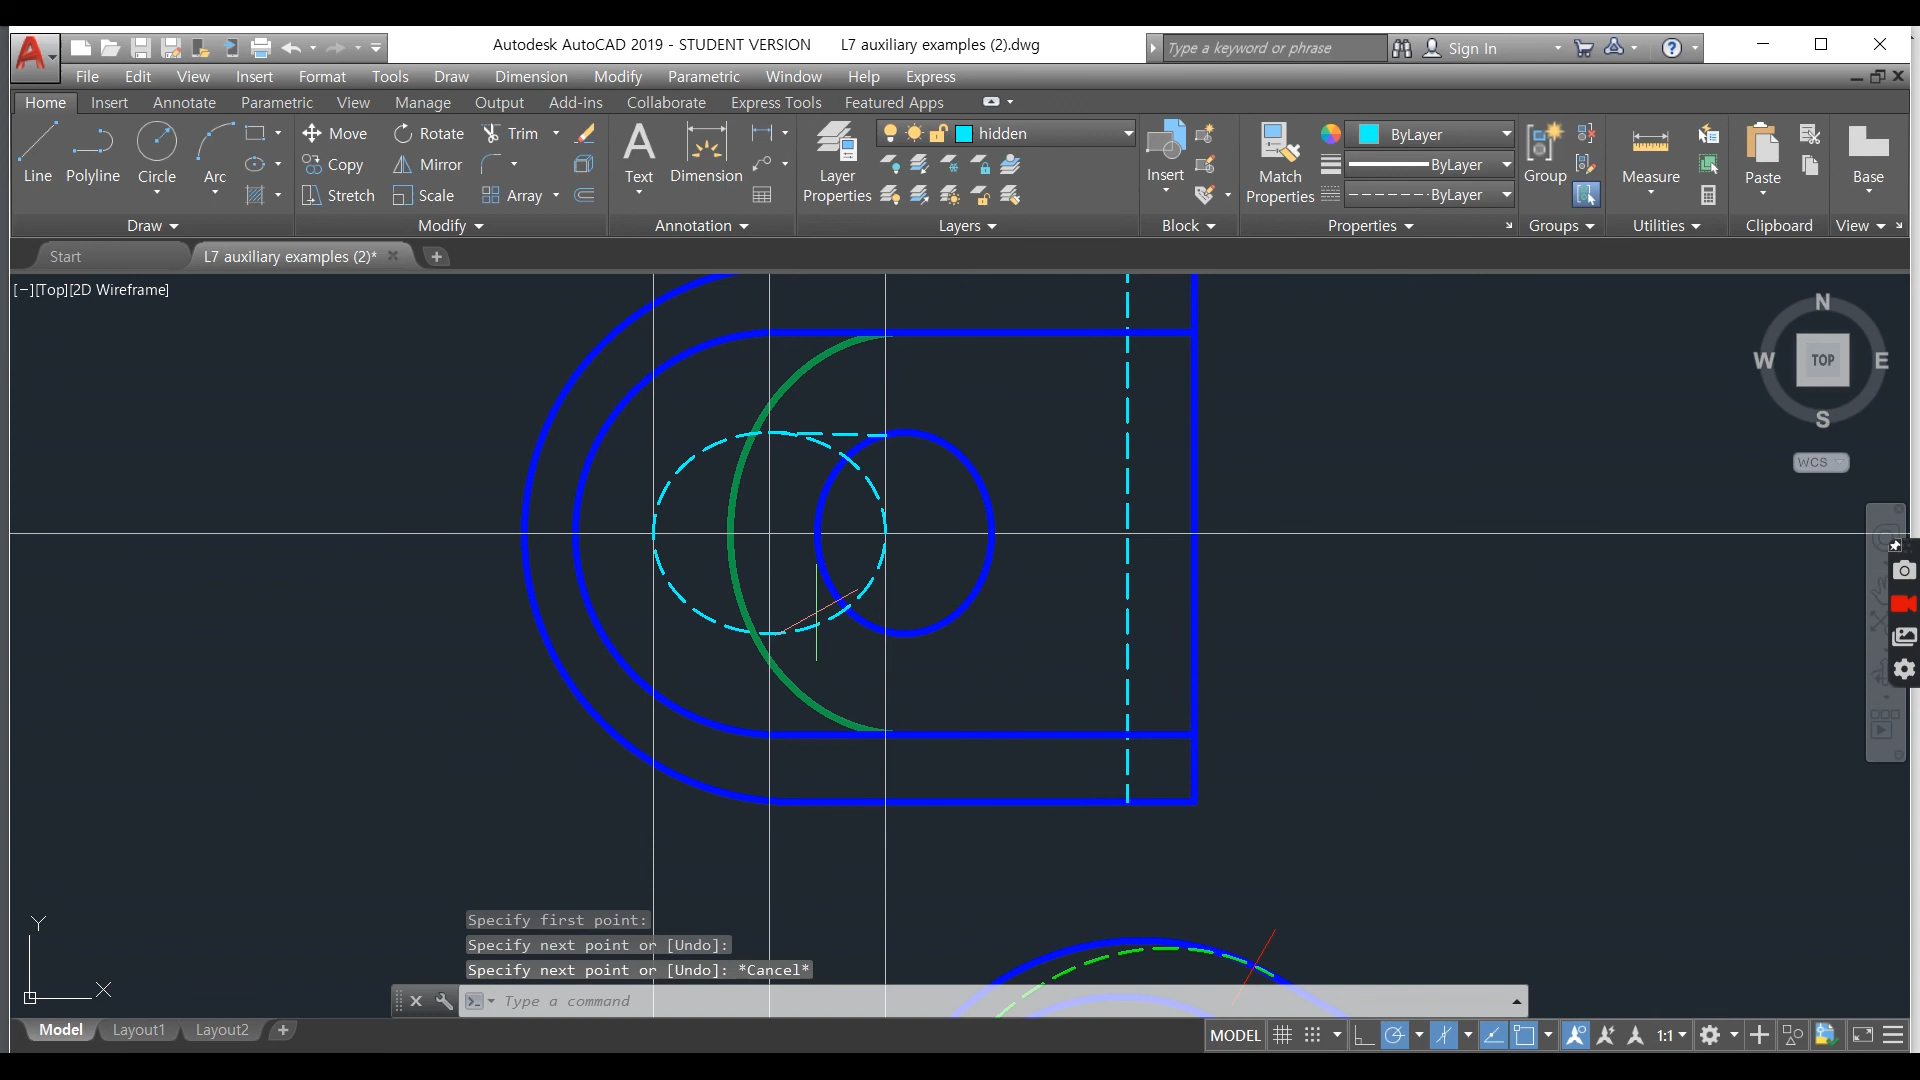 Autodesk AutoCAD 2019 - STUDENT VERSION L7 auxiliary examples (2).dwg
Type a keyword or phrase
Sign In
File Edit View Insert Format Tools Draw Dimension Modify Parametric Window Help Express
Home Insert Annotate Parametric View Manage Output Add-ins Collaborate Express Tools Featured Apps
Line Polyline Circle Arc
Move Rotate Trim
Copy Mirror
Stretch Scale Array
Text Dimension
Layer Properties
hidden
Insert
Match Properties
ByLayer
ByLayer
ByLayer
Group
Measure
Paste
Base
Draw Modify Annotation Layers Block Properties Groups Utilities Clipboard View
Start L7 auxiliary examples (2)*
[−][Top][2D Wireframe]
N
W TOP E
S
WCS
Y
X
Specify first point:
Specify next point or [Undo]:
Specify next point or [Undo]: *Cancel*
Type a command
Model Layout1 Layout2
MODEL 1:1